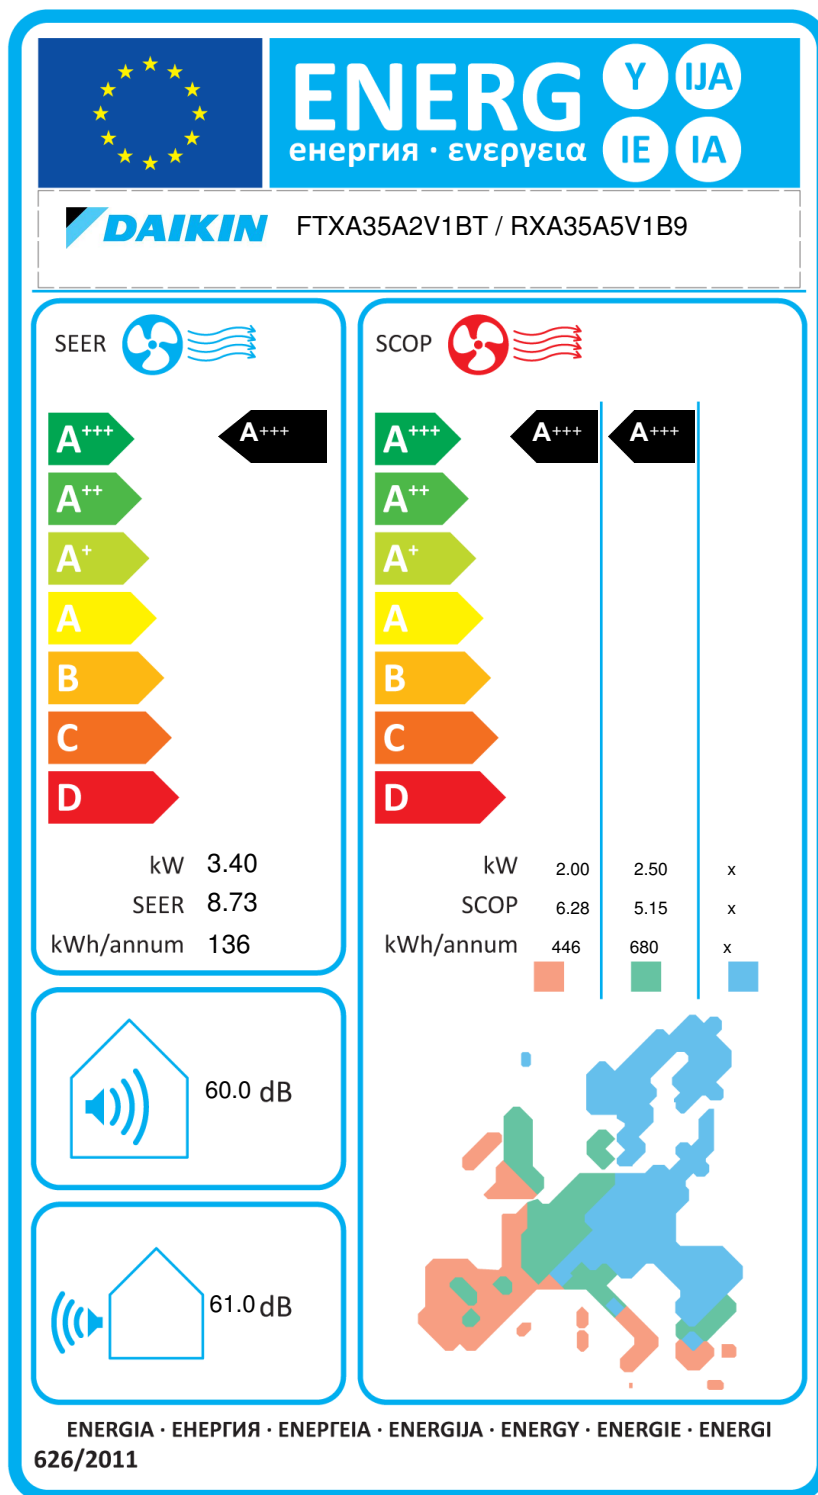 ENERG
енергия · ενεργεια
Y IJA
IE IA
DAIKIN FTXA35A2V1BT / RXA35A5V1B9
SEER
A+++ A+++
A++
A+
A
B
C
D
kW 3.40
SEER 8.73
kWh/annum 136
SCOP
A+++ A+++ A+++
A++
A+
A
B
C
D
kW 2.00 2.50 x
SCOP 6.28 5.15 x
kWh/annum 446 680 x
60.0 dB
61.0 dB
ENERGIA · ЕНЕРГИЯ · ΕΝΕΡΓΕΙΑ · ENERGIJA · ENERGY · ENERGIE · ENERGI
626/2011